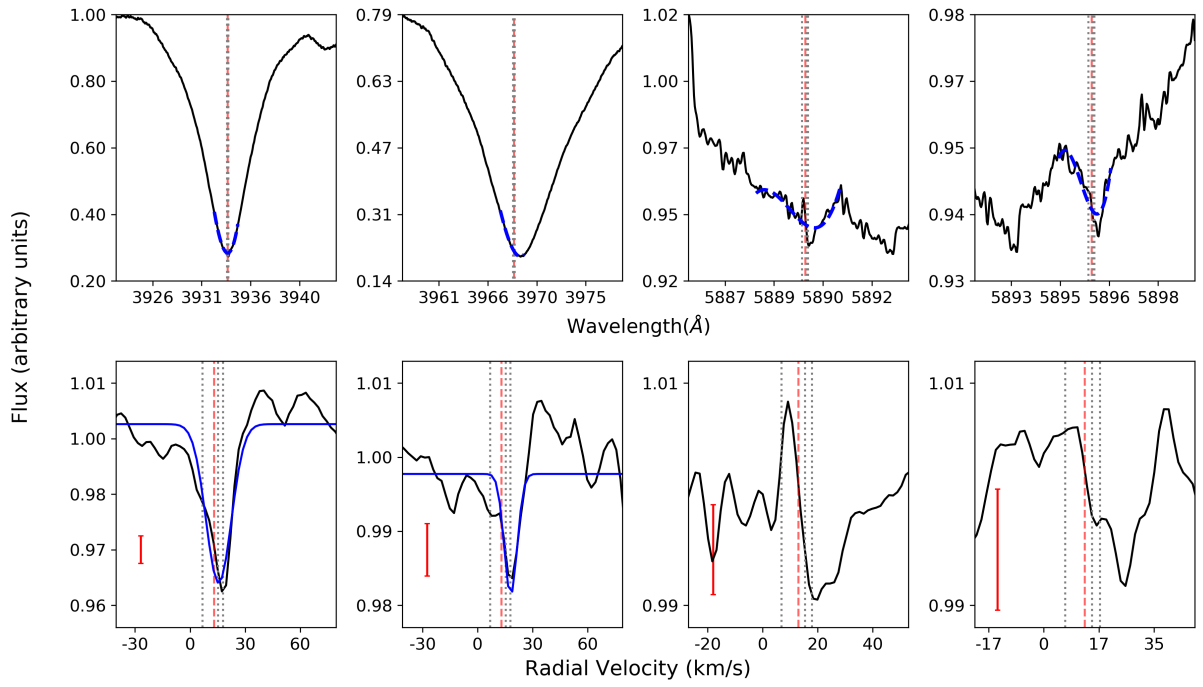 1.00 0.79 1.02 0.98
0.80 0.63 1.00 0.97
0.60 0.47 0.97 0.95
0.40 0.31 0.95 0.94
0.20 0.14 0.92 0.93
3926 3931 3936 3940 3961 3966 3970 3975 5887 5889 5890 5892 5893 5895 5896 5898
Wavelength(Å)
Flux (arbitrary units)
1.01 1.01 1.01 1.01
1.00 1.00
0.98 0.99
0.97
0.96 0.98 0.99 0.99
-30 0 30 60 -30 0 30 60 -20 0 20 40 -17 0 17 35
Radial Velocity (km/s)